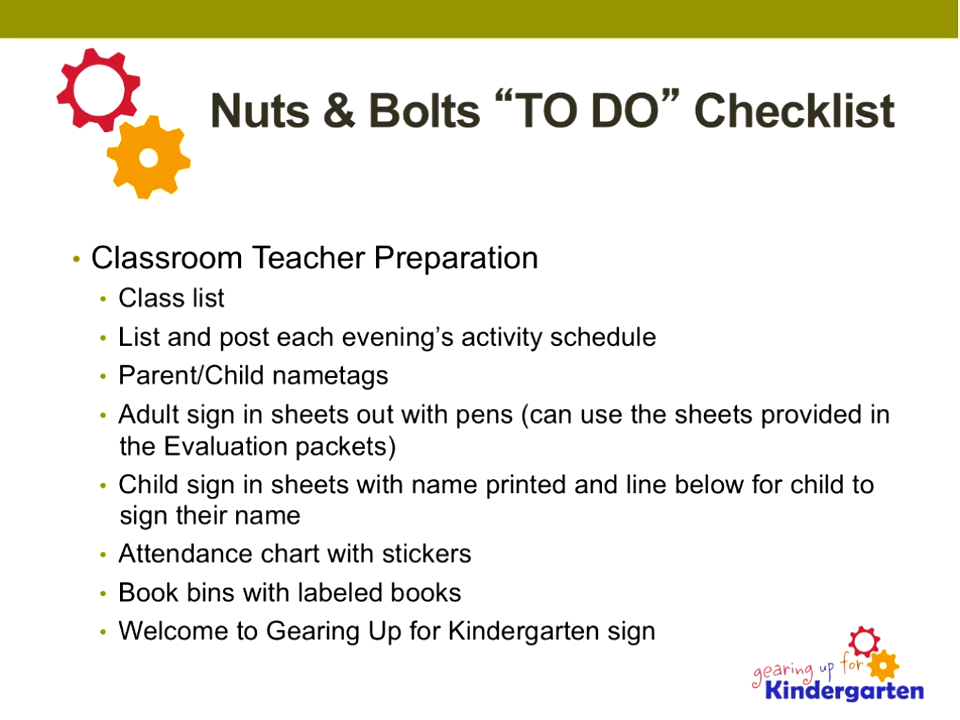 Nuts & Bolts “TO DO” Checklist
• Classroom Teacher Preparation
• Class list
• List and post each evening’s activity schedule
• Parent/Child nametags
• Adult sign in sheets out with pens (can use the sheets provided in
the Evaluation packets)
• Child sign in sheets with name printed and line below for child to
sign their name
• Attendance chart with stickers
• Book bins with labeled books
• Welcome to Gearing Up for Kindergarten sign
gearing up for
Kindergarten